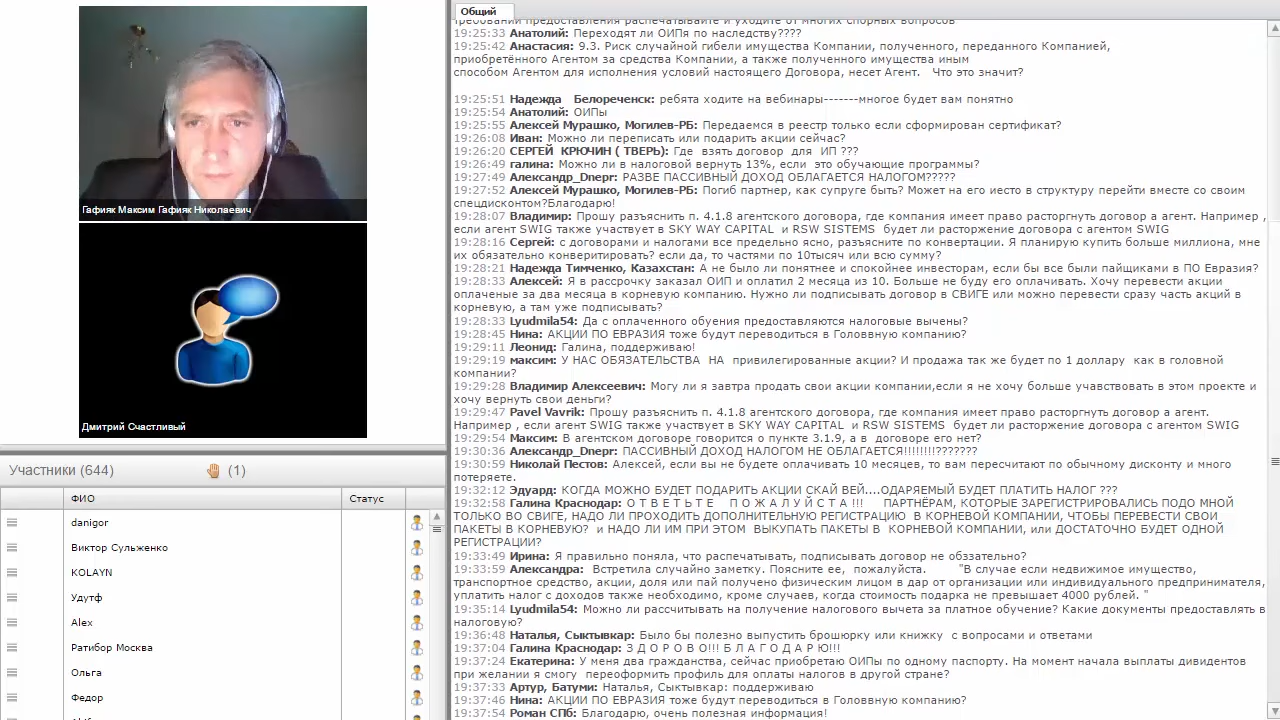 Гафияк Максим Гафияк Николаевич
Дмитрий Счастливый
Участники (644)
(1)
ФИО
Статус
danigor
Виктор Сульженко
KOLAYN
Удутф
Alex
Ратибор Москва
Ольга
Федор
Общий
требовании предоставления распечатывайте и уходите от многих спорных вопросов
19:25:33 Анатолий: Переходят ли ОИПя по наследству????
19:25:42 Анастасия: 9.3. Риск случайной гибели имущества Компании, полученного, переданного Компанией,
приобретённого Агентом за средства Компании, а также полученного имущества иным
способом Агентом для исполнения условий настоящего Договора, несет Агент. Что это значит?
19:25:51 Надежда Белореченск: ребята ходите на вебинары-------многое будет вам понятно
19:25:54 Анатолий: ОИПы
19:25:55 Алексей Мурашко, Могилев-РБ: Передаемся в реестр только если сформирован сертификат?
19:26:08 Иван: Можно ли переписать или подарить акции сейчас?
19:26:20 СЕРГЕЙ КРЮЧИН ( ТВЕРЬ): Где взять договор для ИП ???
19:26:49 галина: Можно ли в налоговой вернуть 13%, если это обучающие программы?
19:27:49 Александр_Dnepr: РАЗВЕ ПАССИВНЫЙ ДОХОД ОБЛАГАЕТСЯ НАЛОГОМ?????
19:27:52 Алексей Мурашко, Могилев-РБ: Погиб партнер, как супруге быть? Может на его иесто в структуру перейти вместе со своим
спецдисконтом?Благодарю!
19:28:07 Владимир: Прошу разъяснить п. 4.1.8 агентского договора, где компания имеет право расторгнуть договор а агент. Например ,
если агент SWIG также участвует в SKY WAY CAPITAL и RSW SISTEMS будет ли расторжение договора с агентом SWIG
19:28:16 Сергей: с договорами и налогами все предельно ясно, разъясните по конвертации. Я планирую купить больше миллиона, мне
их обязательно конверитировать? если да, то частями по 10тысяч или всю сумму?
19:28:21 Надежда Тимченко, Казахстан: А не было ли понятнее и спокойнее инвесторам, если бы все были пайщиками в ПО Евразия?
19:28:33 Алексей: Я в рассрочку заказал ОИП и оплатил 2 месяца из 10. Больше не буду его оплачивать. Хочу перевести акции
оплаченые за два месяца в корневую компанию. Нужно ли подписывать договор в СВИГЕ или можно перевести сразу часть акций в
корневую, а там уже подписывать?
19:28:33 Lyudmila54: Да с оплаченного обуения предоставляются налоговые вычены?
19:28:45 Нина: АКЦИИ ПО ЕВРАЗИЯ тоже будут переводиться в Головвную компанию?
19:29:11 Леонид: Галина, поддерживаю!
19:29:19 максим: У НАС ОБЯЗАТЕЛЬСТВА НА привилегированные акции? И продажа так же будет по 1 доллару как в головной
компании?
19:29:28 Владимир Алексеевич: Могу ли я завтра продать свои акции компании,если я не хочу больше учавствовать в этом проекте и
хочу вернуть свои деньги?
19:29:47 Pavel Vavrik: Прошу разъяснить п. 4.1.8 агентского договора, где компания имеет право расторгнуть договор а агент.
Например , если агент SWIG также участвует в SKY WAY CAPITAL и RSW SISTEMS будет ли расторжение договора с агентом SWIG
19:29:54 Максим: В агентском договоре говорится о пункте 3.1.9, а в договоре его нет?
19:30:36 Александр_Dnepr: ПАССИВНЫЙ ДОХОД НАЛОГОМ НЕ ОБЛАГАЕТСЯ!!!!!!!!???????
19:30:59 Николай Пестов: Алексей, если вы не будете оплачивать 10 месяцев, то вам пересчитают по обычному дисконту и много
потеряете.
19:32:12 Эдуард: КОГДА МОЖНО БУДЕТ ПОДАРИТЬ АКЦИИ СКАЙ ВЕЙ....ОДАРЯЕМЫЙ БУДЕТ ПЛАТИТЬ НАЛОГ ???
19:32:58 Галина Краснодар: О Т В Е Т Ь Т Е П О Ж А Л У Й С Т А !!! ПАРТНЁРАМ, КОТОРЫЕ ЗАРЕГИСТРИРОВАЛИСЬ ПОДО МНОЙ
ТОЛЬКО ВО СВИГЕ, НАДО ЛИ ПРОХОДИТЬ ДОПОЛНИТЕЛЬНУЮ РЕГИСТРАЦИЮ В КОРНЕВОЙ КОМПАНИИ, ЧТОБЫ ПЕРЕВЕСТИ СВОИ
ПАКЕТЫ В КОРНЕВУЮ? и НАДО ЛИ ИМ ПРИ ЭТОМ ВЫКУПАТЬ ПАКЕТЫ В КОРНЕВОЙ КОМПАНИИ, или ДОСТАТОЧНО БУДЕТ ОДНОЙ
РЕГИСТРАЦИИ?
19:33:49 Ирина: Я правильно поняла, что распечатывать, подписывать договор не обззательно?
19:33:59 Александра: Встретила случайно заметку. Поясните ее, пожалуйста. "В случае если недвижимое имущество,
транспортное средство, акции, доля или пай получено физическим лицом в дар от организации или индивидуального предпринимателя,
уплатить налог с доходов также необходимо, кроме случаев, когда стоимость подарка не превышает 4000 рублей. "
19:35:14 Lyudmila54: Можно ли рассчитывать на получение налогового вычета за платное обучение? Какие документы предоставлять в
налоговую?
19:36:48 Наталья, Сыктывкар: Было бы полезно выпустить брошюрку или книжку с вопросами и ответами
19:37:04 Галина Краснодар: З Д О Р О В О!!! Б Л А Г О Д А Р Ю!!!
19:37:24 Екатерина: У меня два гражданства, сейчас приобретаю ОИПы по одному паспорту. На момент начала выплаты дивидентов
при желании я смогу переоформить профиль для оплаты налогов в другой стране?
19:37:33 Артур, Батуми: Наталья, Сыктывкар: поддерживаю
19:37:46 Нина: АКЦИИ ПО ЕВРАЗИЯ тоже будут переводиться в Головвную компанию?
19:37:54 Роман СПб: Благодарю, очень полезная информация!